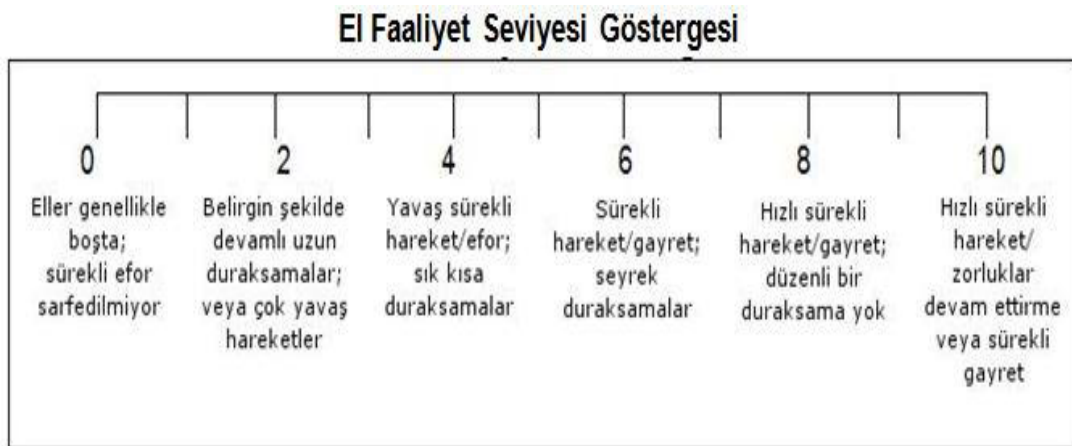 El Faaliyet Seviyesi Göstergesi
0
2
4
6
8
10
Eller genellikle
boşta;
sürekli efor
sarfedilmiyor
Belirgin şekilde
devamlı uzun
duraksamalar;
veya çok yavaş
hareketler
Yavaş sürekli
hareket/efor;
sık kısa
duraksamalar
Sürekli
hareket/gayret;
seyrek
duraksamalar
Hızlı sürekli
hareket/gayret;
düzenli bir
duraksama yok
Hızlı sürekli
hareket/
zorluklar
devam ettirme
veya sürekli
gayret